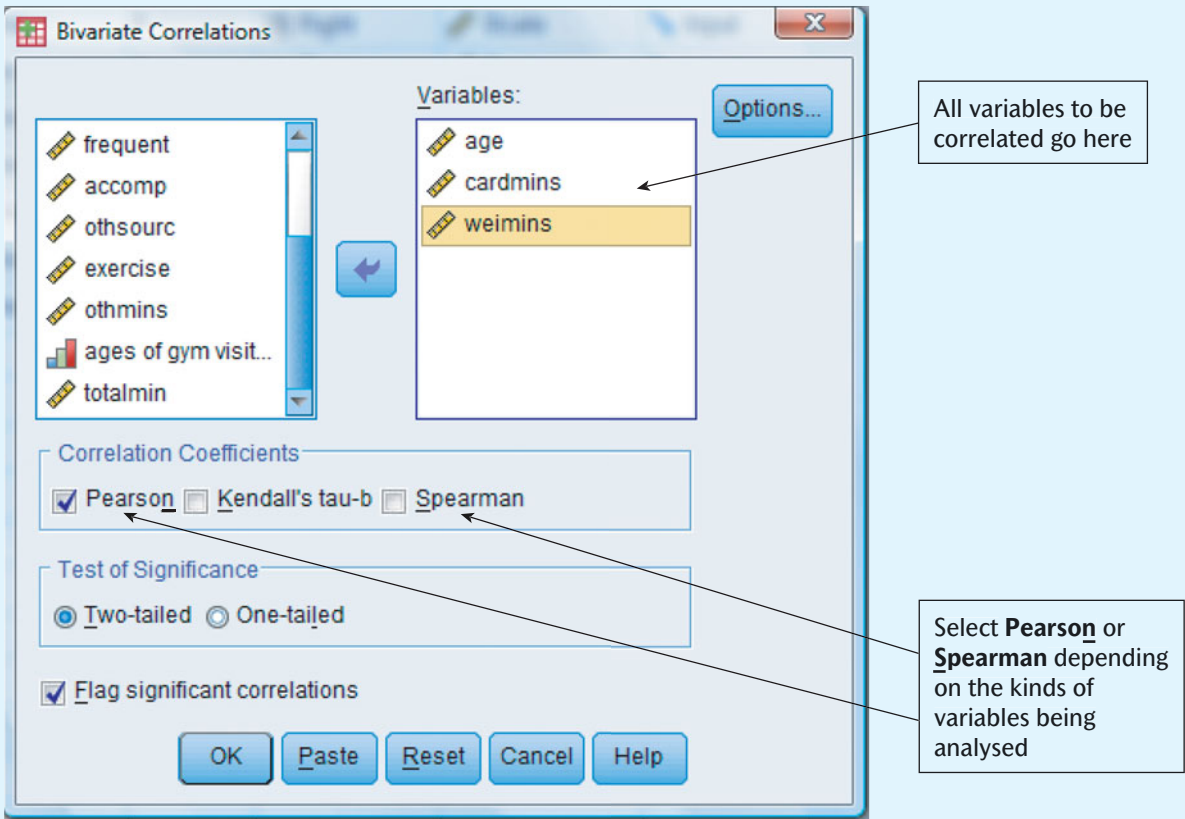 Bivariate Correlations
Variables:
Options...
frequent
accomp
othsourc
exercise
othmins
ages of gym visit...
totalmin
age
cardmins
weimins
All variables to be
correlated go here
Correlation Coefficients
Pearson Kendall's tau-b Spearman
Test of Significance
Two-tailed One-tailed
Flag significant correlations
OK Paste Reset Cancel Help
Select Pearson or
Spearman depending
on the kinds of
variables being
analysed